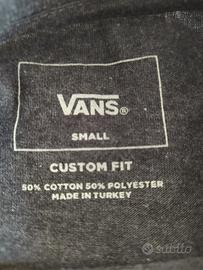 VANS®
SMALL
CUSTOM FIT
50% COTTON 50% POLYESTER
MADE IN TURKEY
subito